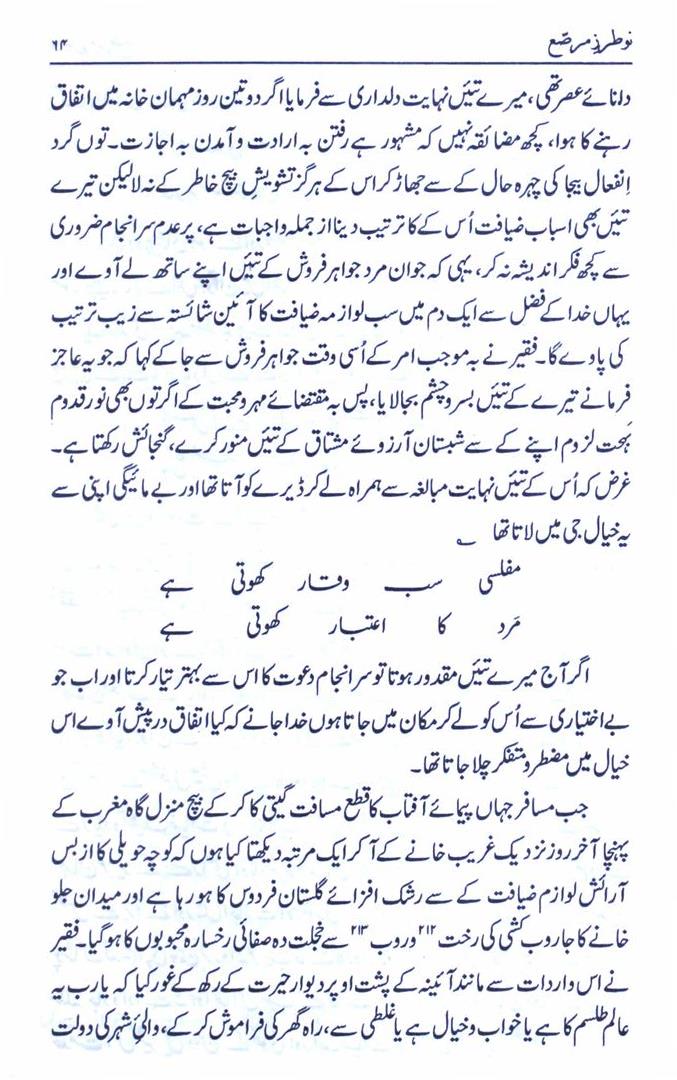 نو طرزِ مرصّع
۶۴
دانائے عصر تھی، میرے تئیں نہایت دلداری سے فرمایا اگر دو تین روز مہمان خانہ میں اتفاق
رہنے کا ہوا، کچھ مضائقہ نہیں کہ مشہور ہے رفتن بہ ارادت و آمدن بہ اجازت۔ توں گرد
اِنفعال بیجا کی چہرہ حال کے سے جھاڑ کر اس کے ہرگز تشویشِ بیچ خاطر کے نہ لا لیکن تیرے
تئیں بھی اسباب ضیافت اُس کے کا ترتیب دینا از جملہ واجبات ہے، پر عدم سر انجام ضروری
سے کچھ فکر اندیشہ نہ کر، یہی کہ جوان مرد جواہر فروش کے تئیں اپنے ساتھ لے آوے اور
یہاں خدا کے فضل سے ایک دم میں سب لوازمہ ضیافت کا آئین شائستہ سے زیب ترتیب
کی پاوے گا۔ فقیر نے بہ موجب امر کے اُسی وقت جواہر فروش سے جا کے کہا کہ جو یہ عاجز
فرمانے تیرے کے تئیں بسر و چشم بجا لایا، پس بہ مقتضائے مہر و محبت کے اگر توں بھی نور قدوم
بَہجت لزوم اپنے کے سے شبستان آرزوئے مشتاق کے تئیں منور کرے، گنجائش رکھتا ہے۔
غرض کہ اُس کے تئیں نہایت مبالغہ سے ہمراہ لے کر ڈیرے کو آتا تھا اور بے مائیگی اپنی سے
یہ خیال جی میں لاتا تھا ؎
مفلسی سب وقار کھوتی ہے
مَرد کا اعتبار کھوتی ہے
اگر آج میرے تئیں مقدور ہوتا تو سر انجام دعوت کا اس سے بہتر تیار کرتا اور اب جو
بے اختیاری سے اُس کو لے کر مکان میں جاتا ہوں خدا جانے کہ کیا اتفاق درپیش آوے اس
خیال میں مضطر و متفکر چلا جاتا تھا۔
جب مسافر جہاں پیمائے آفتاب کا قطع مسافت گیتی کا کر کے بیچ منزل گاہ مغرب کے
پہنچا آخر روز نزدیک غریب خانے کے آ کر ایک مرتبہ دیکھتا کیا ہوں کہ کوچہ حویلی کا از بس
آرائش لوازم ضیافت کے سے رشک افزائے گلستان فردوس کا ہو رہا ہے اور میدان جلو
خانے کا جاروب کشی کی رخت ۲۱۲ و روب ۲۱۳ سے خجلت دہ صفائی رخسارہ محبوبوں کا ہو گیا۔ فقیر
نے اس واردات سے مانند آئینہ کے پشت اوپر دیوار حیرت کے رکھ کے غور کیا کہ یارب یہ
عالم طلسم کا ہے یا خواب و خیال ہے یا غلطی سے، راہ گھر کی فراموش کر کے، والیِ شہر کی دولت